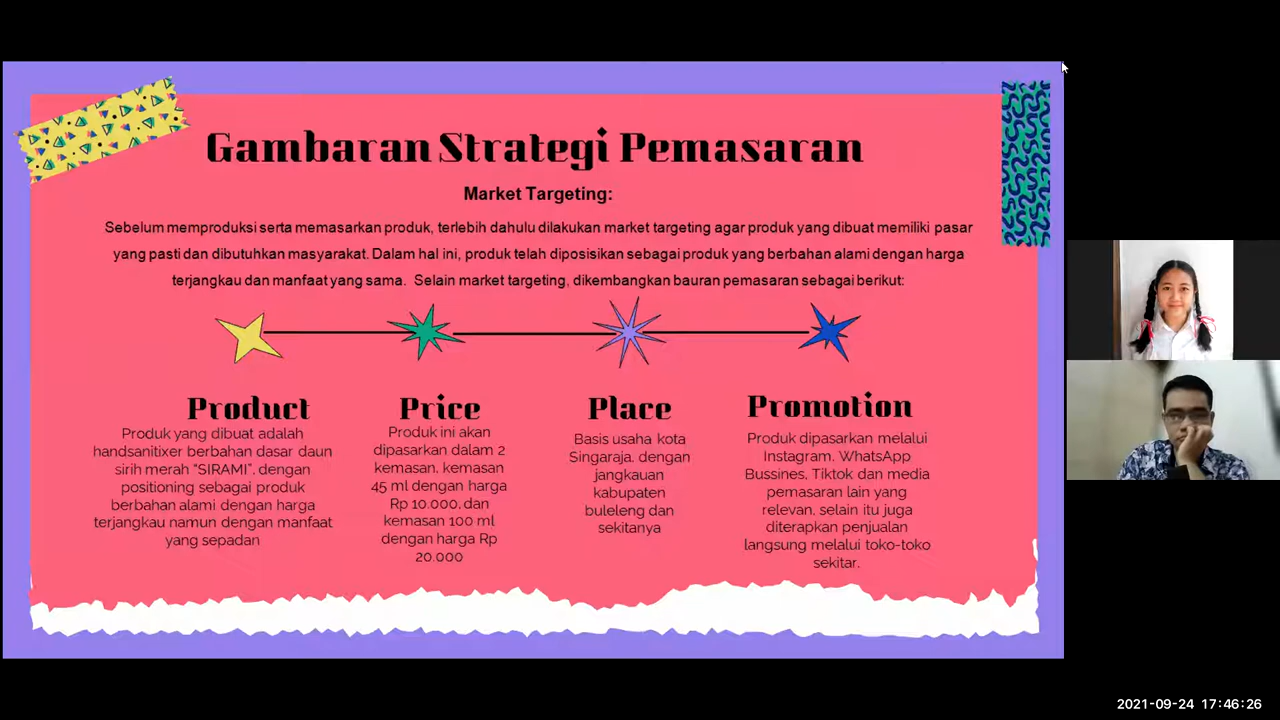 Gambaran Strategi Pemasaran
Market Targeting:
Sebelum memproduksi serta memasarkan produk, terlebih dahulu dilakukan market targeting agar produk yang dibuat memiliki pasar
yang pasti dan dibutuhkan masyarakat. Dalam hal ini, produk telah diposisikan sebagai produk yang berbahan alami dengan harga
terjangkau dan manfaat yang sama. Selain market targeting, dikembangkan bauran pemasaran sebagai berikut:
Product
Produk yang dibuat adalah
handsanitixer berbahan dasar daun
sirih merah "SIRAMI", dengan
positioning sebagai produk
berbahan alami dengan harga
terjangkau namun dengan manfaat
yang sepadan
Price
Produk ini akan
dipasarkan dalam 2
kemasan, kemasan
45 ml dengan harga
Rp 10.000, dan
kemasan 100 ml
dengan harga Rp
20.000
Place
Basis usaha kota
Singaraja, dengan
jangkauan
kabupaten
buleleng dan
sekitanya
Promotion
Produk dipasarkan melalui
Instagram, WhatsApp
Bussines, Tiktok dan media
pemasaran lain yang
relevan, selain itu juga
diterapkan penjualan
langsung melalui toko-toko
sekitar.
2021-09-24 17:46:26